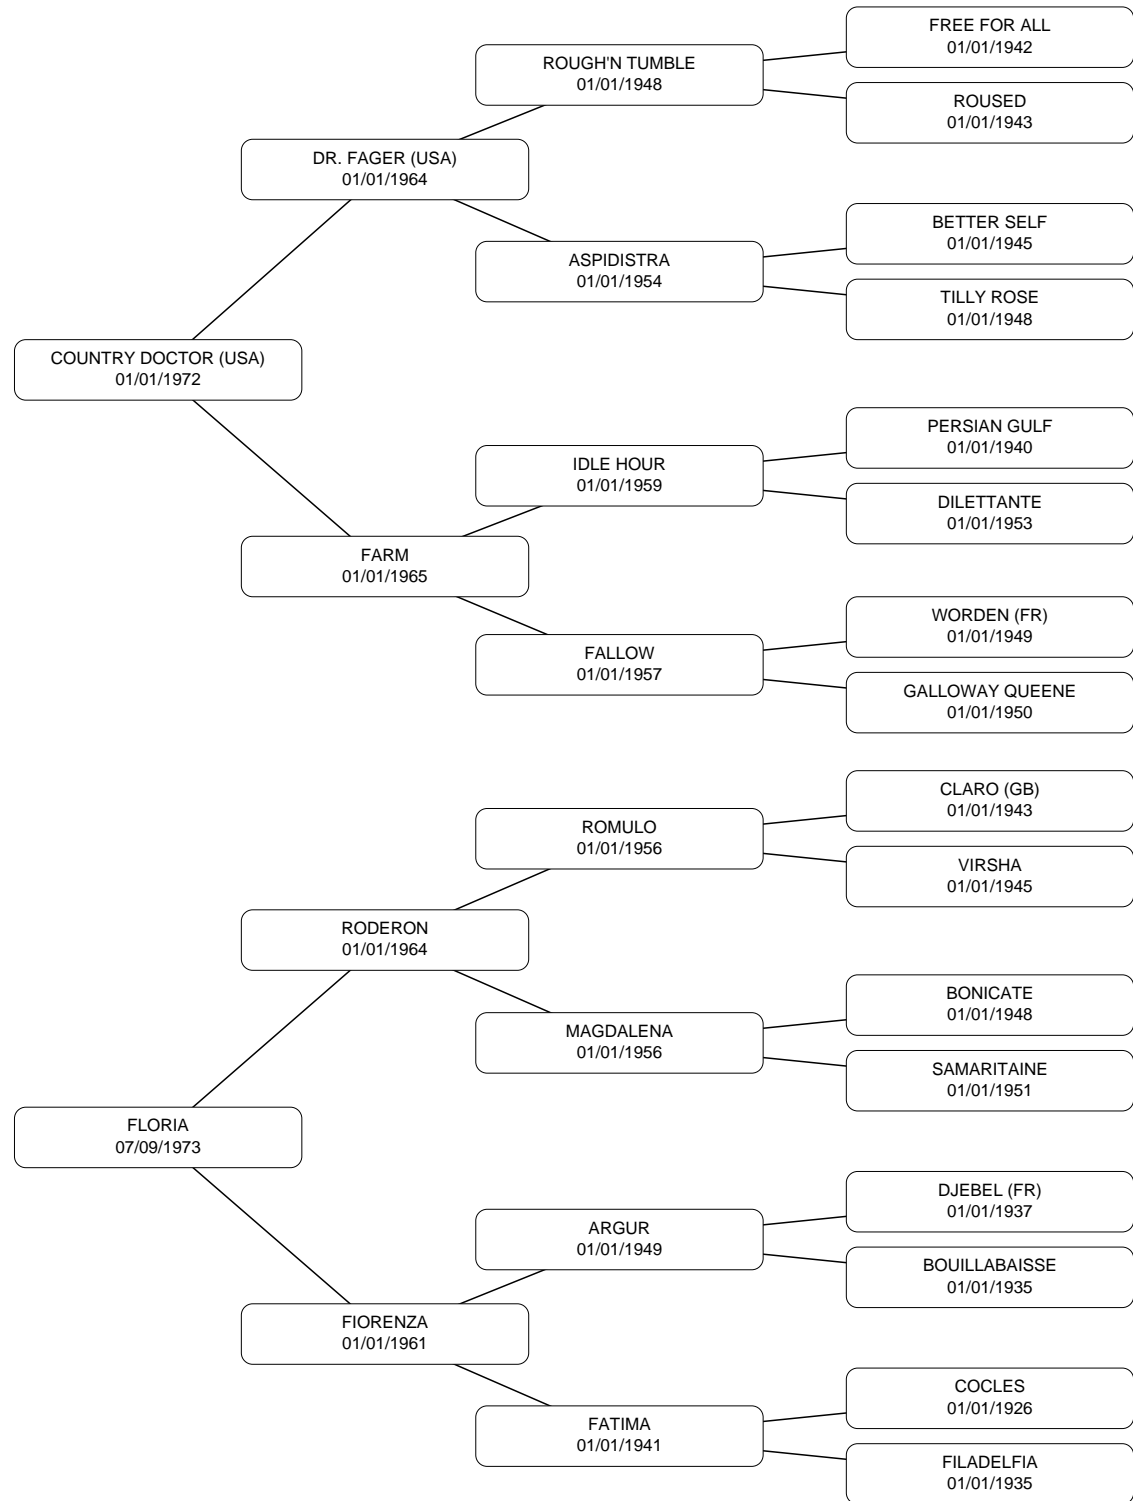 FREE FOR ALL
01/01/1942
ROUGH'N TUMBLE
01/01/1948
ROUSED
01/01/1943
DR. FAGER (USA)
01/01/1964
BETTER SELF
01/01/1945
ASPIDISTRA
01/01/1954
TILLY ROSE
01/01/1948
COUNTRY DOCTOR (USA)
01/01/1972
PERSIAN GULF
01/01/1940
IDLE HOUR
01/01/1959
DILETTANTE
01/01/1953
FARM
01/01/1965
WORDEN (FR)
01/01/1949
FALLOW
01/01/1957
GALLOWAY QUEENE
01/01/1950
CLARO (GB)
01/01/1943
ROMULO
01/01/1956
VIRSHA
01/01/1945
RODERON
01/01/1964
BONICATE
01/01/1948
MAGDALENA
01/01/1956
SAMARITAINE
01/01/1951
FLORIA
07/09/1973
DJEBEL (FR)
01/01/1937
ARGUR
01/01/1949
BOUILLABAISSE
01/01/1935
FIORENZA
01/01/1961
COCLES
01/01/1926
FATIMA
01/01/1941
FILADELFIA
01/01/1935